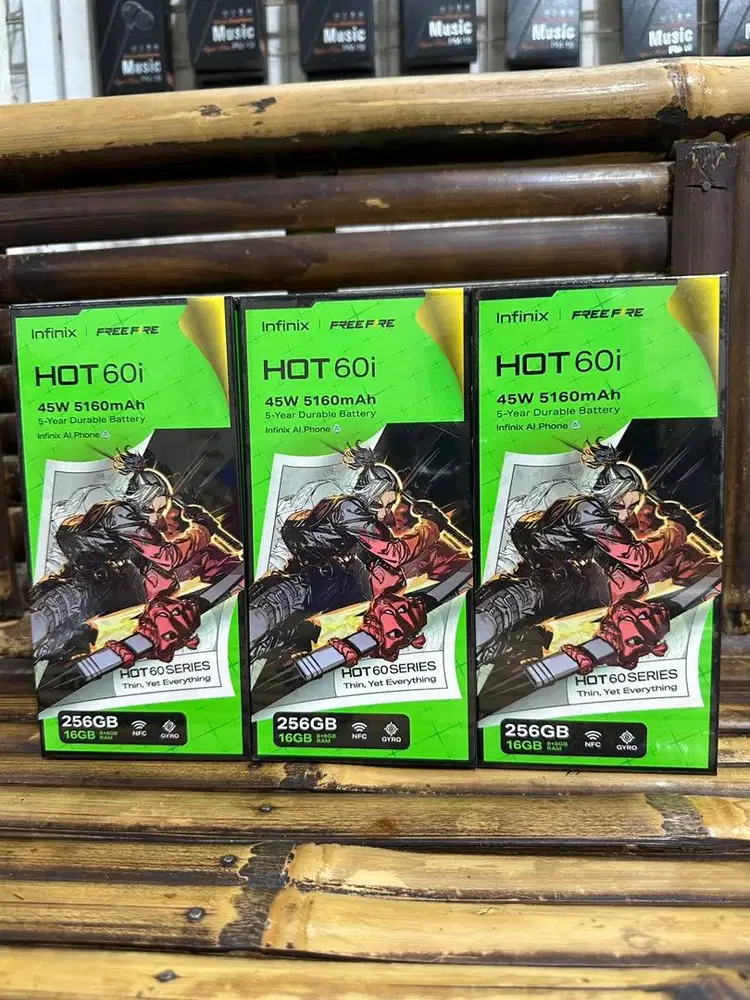 Music
Music
Music
Music
Music
Music
Infinix | FREE FIRE
HOT 60i
45W 5160mAh
5-Year Durable Battery
Infinix AI Phone
HOT 60 SERIES
Thin, Yet Everything
256GB
16GB 8+8GB RAM
NFC
GYRO
Infinix | FREE FIRE
HOT 60i
45W 5160mAh
5-Year Durable Battery
Infinix AI Phone
HOT 60 SERIES
Thin, Yet Everything
256GB
16GB 8+8GB RAM
NFC
GYRO
Infinix | FREE FIRE
HOT 60i
45W 5160mAh
5-Year Durable Battery
Infinix AI Phone
HOT 60 SERIES
Thin, Yet Everything
256GB
16GB 8+8GB RAM
NFC
GYRO